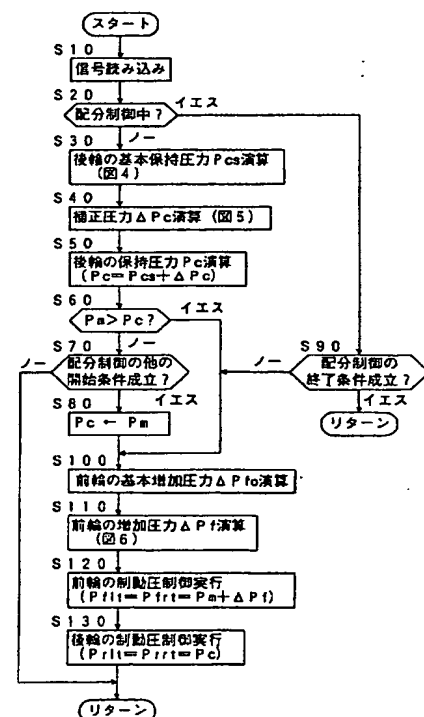 スタート
S10
信号読み込み
S20
配分制御中?
イエス
ノー
S30
後輪の基本保持圧力Pcs演算
(図4)
S40
補正圧力ΔPc演算(図5)
S50
後輪の保持圧力Pc演算
(Pc=Pcs+ΔPc)
S60
イエス
Pm>Pc?
S70
ノー
ノー
配分制御の他の
開始条件成立?
イエス
S80
Pc←Pm
S90
ノー
配分制御の
終了条件成立?
イエス
リターン
S100
前輪の基本増加圧力ΔPfo演算
S110
前輪の増加圧力ΔPf演算
(図6)
S120
前輪の制動圧制御実行
(Pflt=Pfrt=Pm+ΔPf)
S130
後輪の制動圧制御実行
(Prlt=Prrt=Pc)
リターン